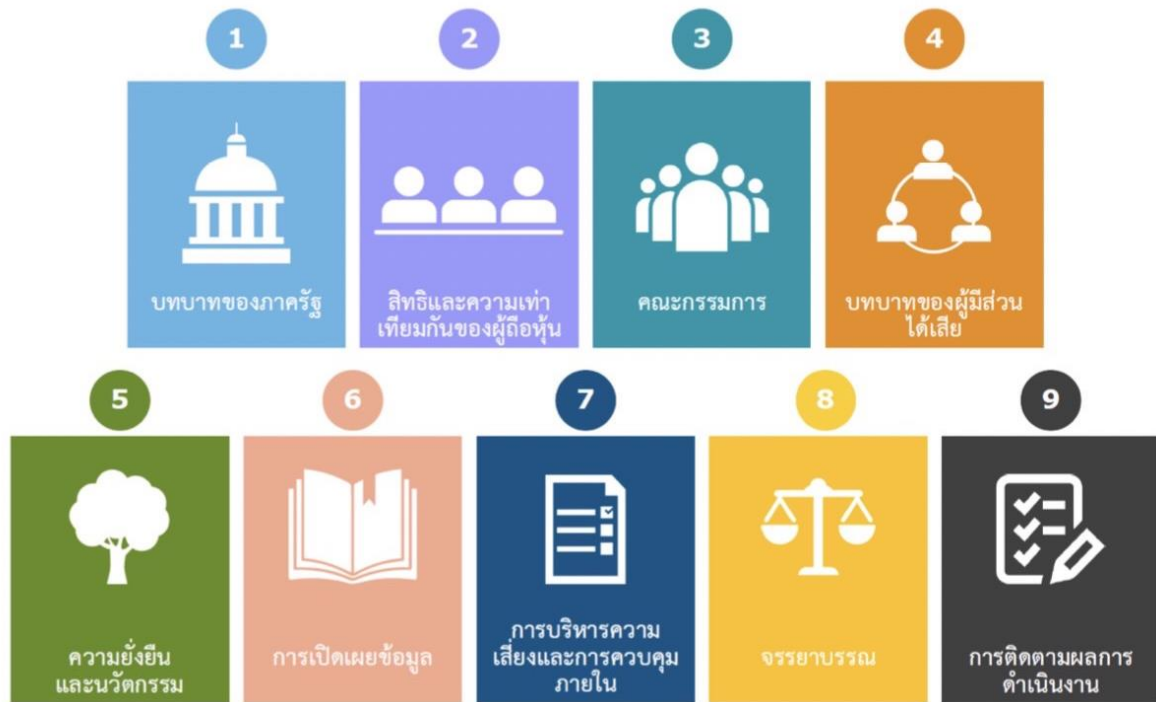 1
2
3
4
บทบาทของภาครัฐ
สิทธิและความเท่า
เทียมกันของผู้ถือหุ้น
คณะกรรมการ
บทบาทของผู้มีส่วน
ได้เสีย
5
6
7
8
9
ความยั่งยืน
และนวัตกรรม
การเปิดเผยข้อมูล
การบริหารความ
เสี่ยงและการควบคุม
ภายใน
จรรยาบรรณ
การติดตามผลการ
ดำเนินงาน